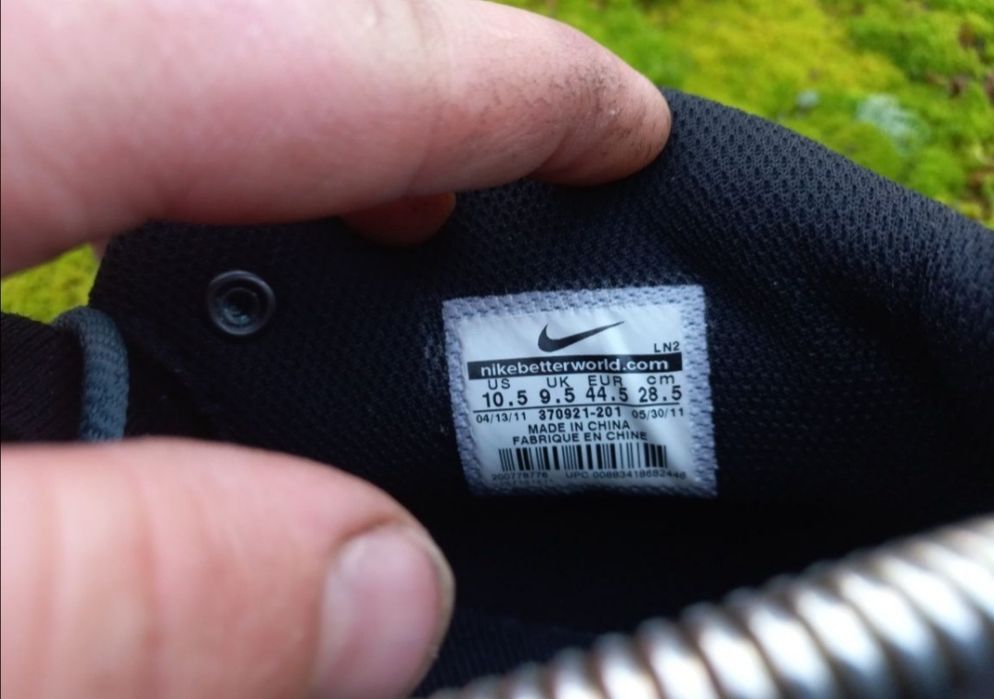 LN2
nikebetterworld.com
US UK EUR cm
10.5 9.5 44.5 28.5
04/13/11 370921-201 05/30/11
MADE IN CHINA
FABRIQUE EN CHINE
UPC